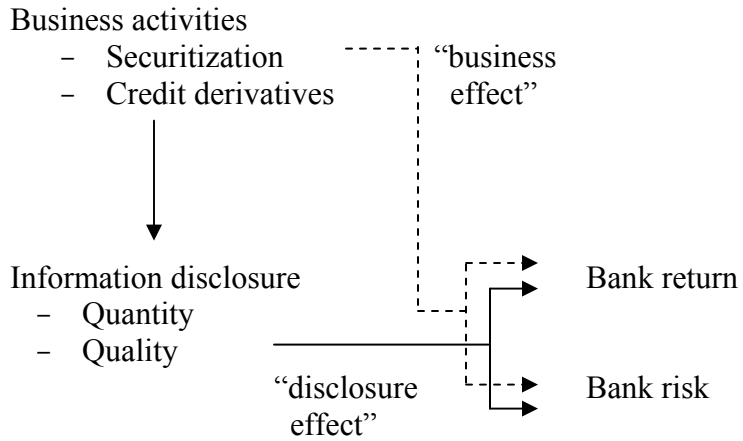 Business activities
- Securitization
- Credit derivatives
“business
effect”
Information disclosure
- Quantity
- Quality
“disclosure
effect”
Bank return
Bank risk